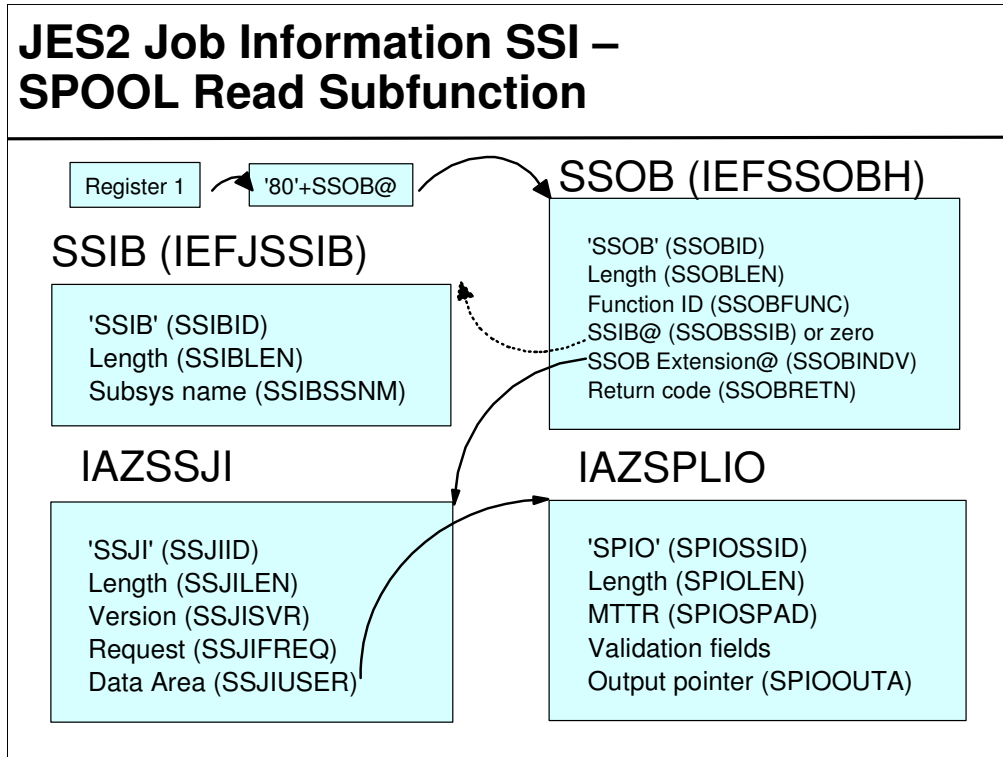 JES2 Job Information SSI –
SPOOL Read Subfunction
Register 1
'80'+SSOB@
SSOB (IEFSSOBH)
'SSOB' (SSOBID)
Length (SSOBLEN)
Function ID (SSOBFUNC)
SSIB@ (SSOBSSIB) or zero
SSOB Extension@ (SSOBINDV)
Return code (SSOBRETN)
SSIB (IEFJSSIB)
'SSIB' (SSIBID)
Length (SSIBLEN)
Subsys name (SSIBSSNM)
IAZSSJI
'SSJI' (SSJIID)
Length (SSJILEN)
Version (SSJISVR)
Request (SSJIFREQ)
Data Area (SSJIUSER)
IAZSPLIO
'SPIO' (SPIOSSID)
Length (SPIOLEN)
MTTR (SPIOSPAD)
Validation fields
Output pointer (SPIOOUTA)